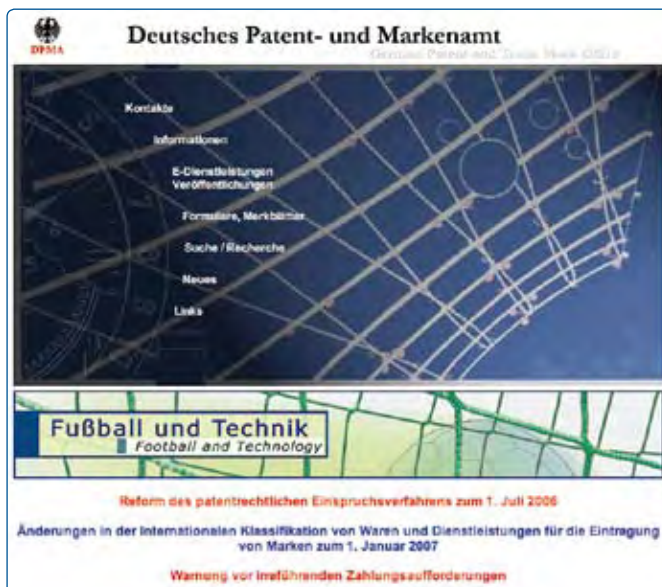 DPMA
Deutsches Patent- und Markenamt
German Patent and Trade Mark Office
Kontakte
Informationen
E-Dienstleistungen
Veröffentlichungen
Formulare, Merkblätter
Suche / Recherche
Neues
Links
Fußball und Technik
Football and Technology
Reform des patentrechtlichen Einspruchsverfahrens zum 1. Juli 2006
Änderungen in der Internationalen Klassifikation von Waren und Dienstleistungen für die Eintragung
von Marken zum 1. Januar 2007
Warnung vor irreführenden Zahlungsaufforderungen